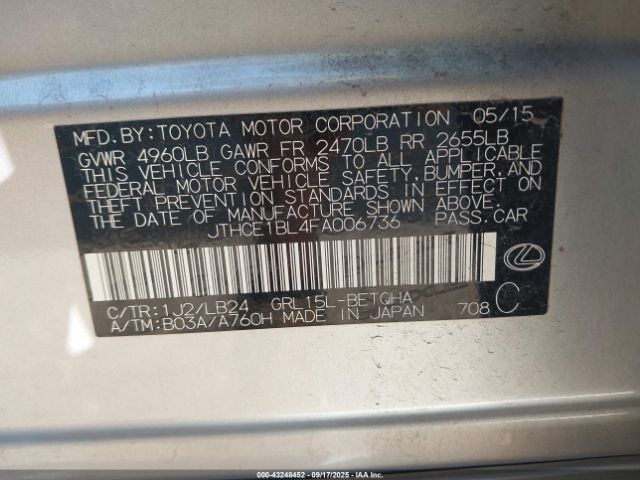 MFD.BY:TOYOTA MOTOR CORPORATION 05/15
GVWR 4960LB GAWR FR 2470LB RR 2655LB
THIS VEHICLE CONFORMS TO ALL APPLICABLE
FEDERAL MOTOR VEHICLE SAFETY,BUMPER,AND
THEFT PREVENTION STANDARDS IN EFFECT ON
THE DATE OF MANUFACTURE SHOWN ABOVE.
JTHCE1BL4FA006736 PASS.CAR
C/TR:1J2/LB24 GRL15L-BETQHA
A/TM:B03A/A760H MADE IN JAPAN 708 C
000-43248452 - 09/17/2025 - IAAI.COM